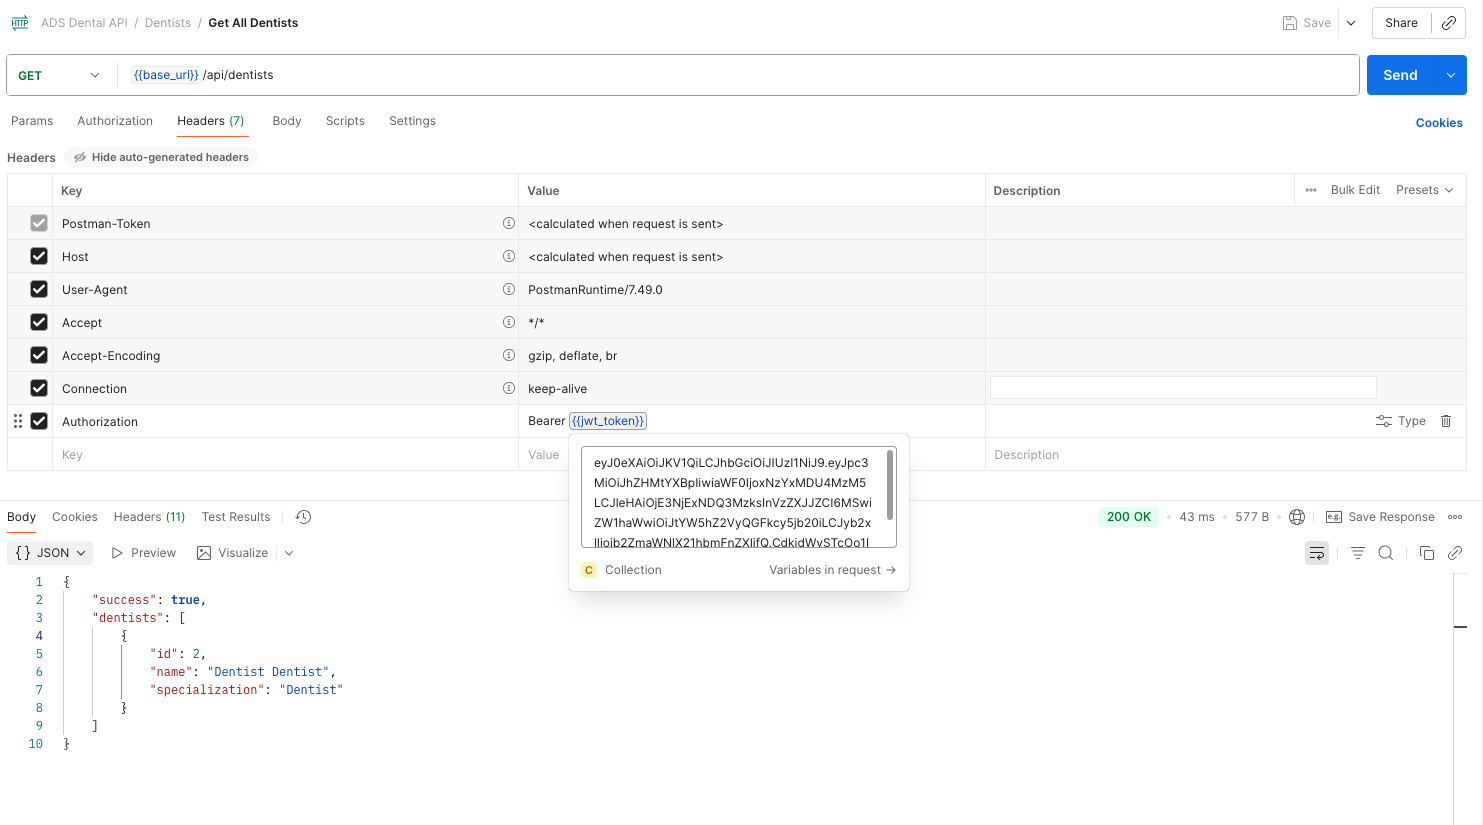 HTTP ADS Dental API / Dentists / Get All Dentists Save Share
GET {{base_url}}/api/dentists Send
Params Authorization Headers (7) Body Scripts Settings Cookies
Headers Hide auto-generated headers
Key Value Description Bulk Edit Presets
Postman-Token <calculated when request is sent>
Host <calculated when request is sent>
User-Agent PostmanRuntime/7.49.0
Accept */*
Accept-Encoding gzip, deflate, br
Connection keep-alive
Authorization Bearer {{jwt_token}} Type
Key Value Description
eyJ0eXAiOiJKV1QiLCJhbGciOiJIUzI1NiJ9.eyJpc3
MiOiJhZHMtYXBpIiwiaWF0IjoxNzYxMDU4MzM5
LCJleHAiOjE3NjExNDQ3MzksInVzZXJJZCI6MSwi
ZW1haWwiOiJtYW5hZ2VyQGFkcy5jb20iLCJyb2x
Collection Variables in request →
Body Cookies Headers (11) Test Results 200 OK 43 ms 577 B Save Response
{} JSON Preview Visualize
1 {
2 "success": true,
3 "dentists": [
4 {
5 "id": 2,
6 "name": "Dentist Dentist",
7 "specialization": "Dentist"
8 }
9 ]
10 }